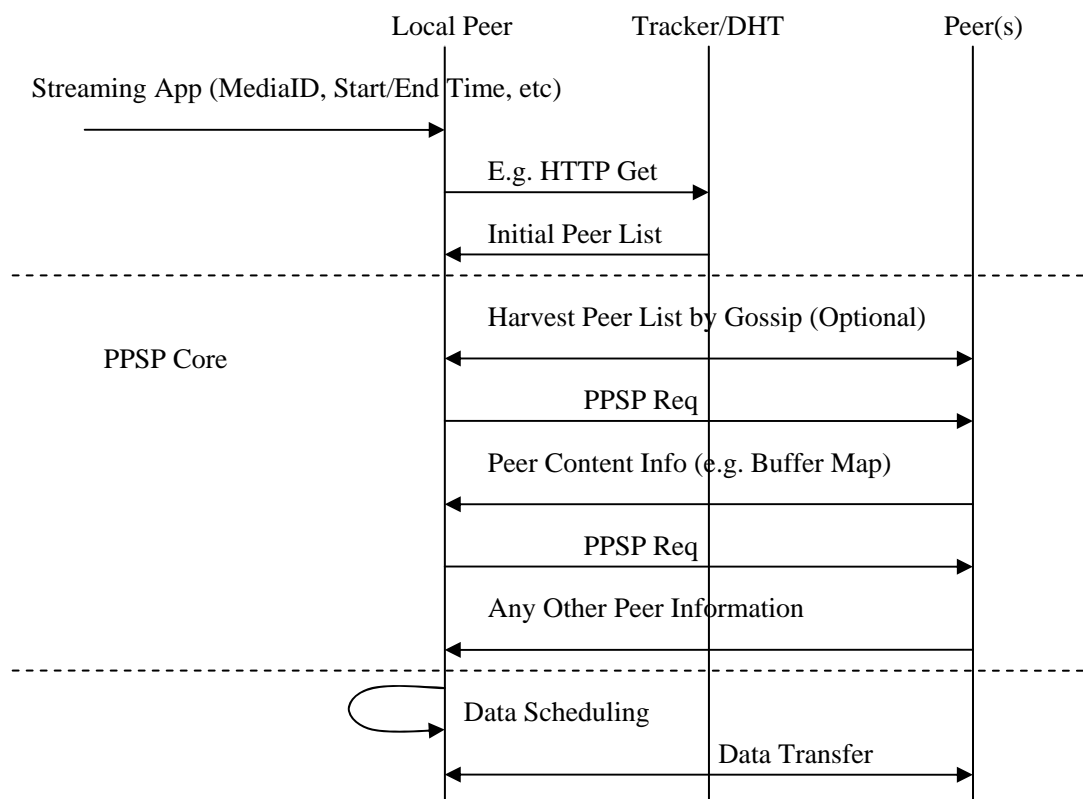 Local Peer
Tracker/DHT
Peer(s)
Streaming App (MediaID, Start/End Time, etc)
E.g. HTTP Get
Initial Peer List
Harvest Peer List by Gossip (Optional)
PPSP Core
PPSP Req
Peer Content Info (e.g. Buffer Map)
PPSP Req
Any Other Peer Information
Data Scheduling
Data Transfer